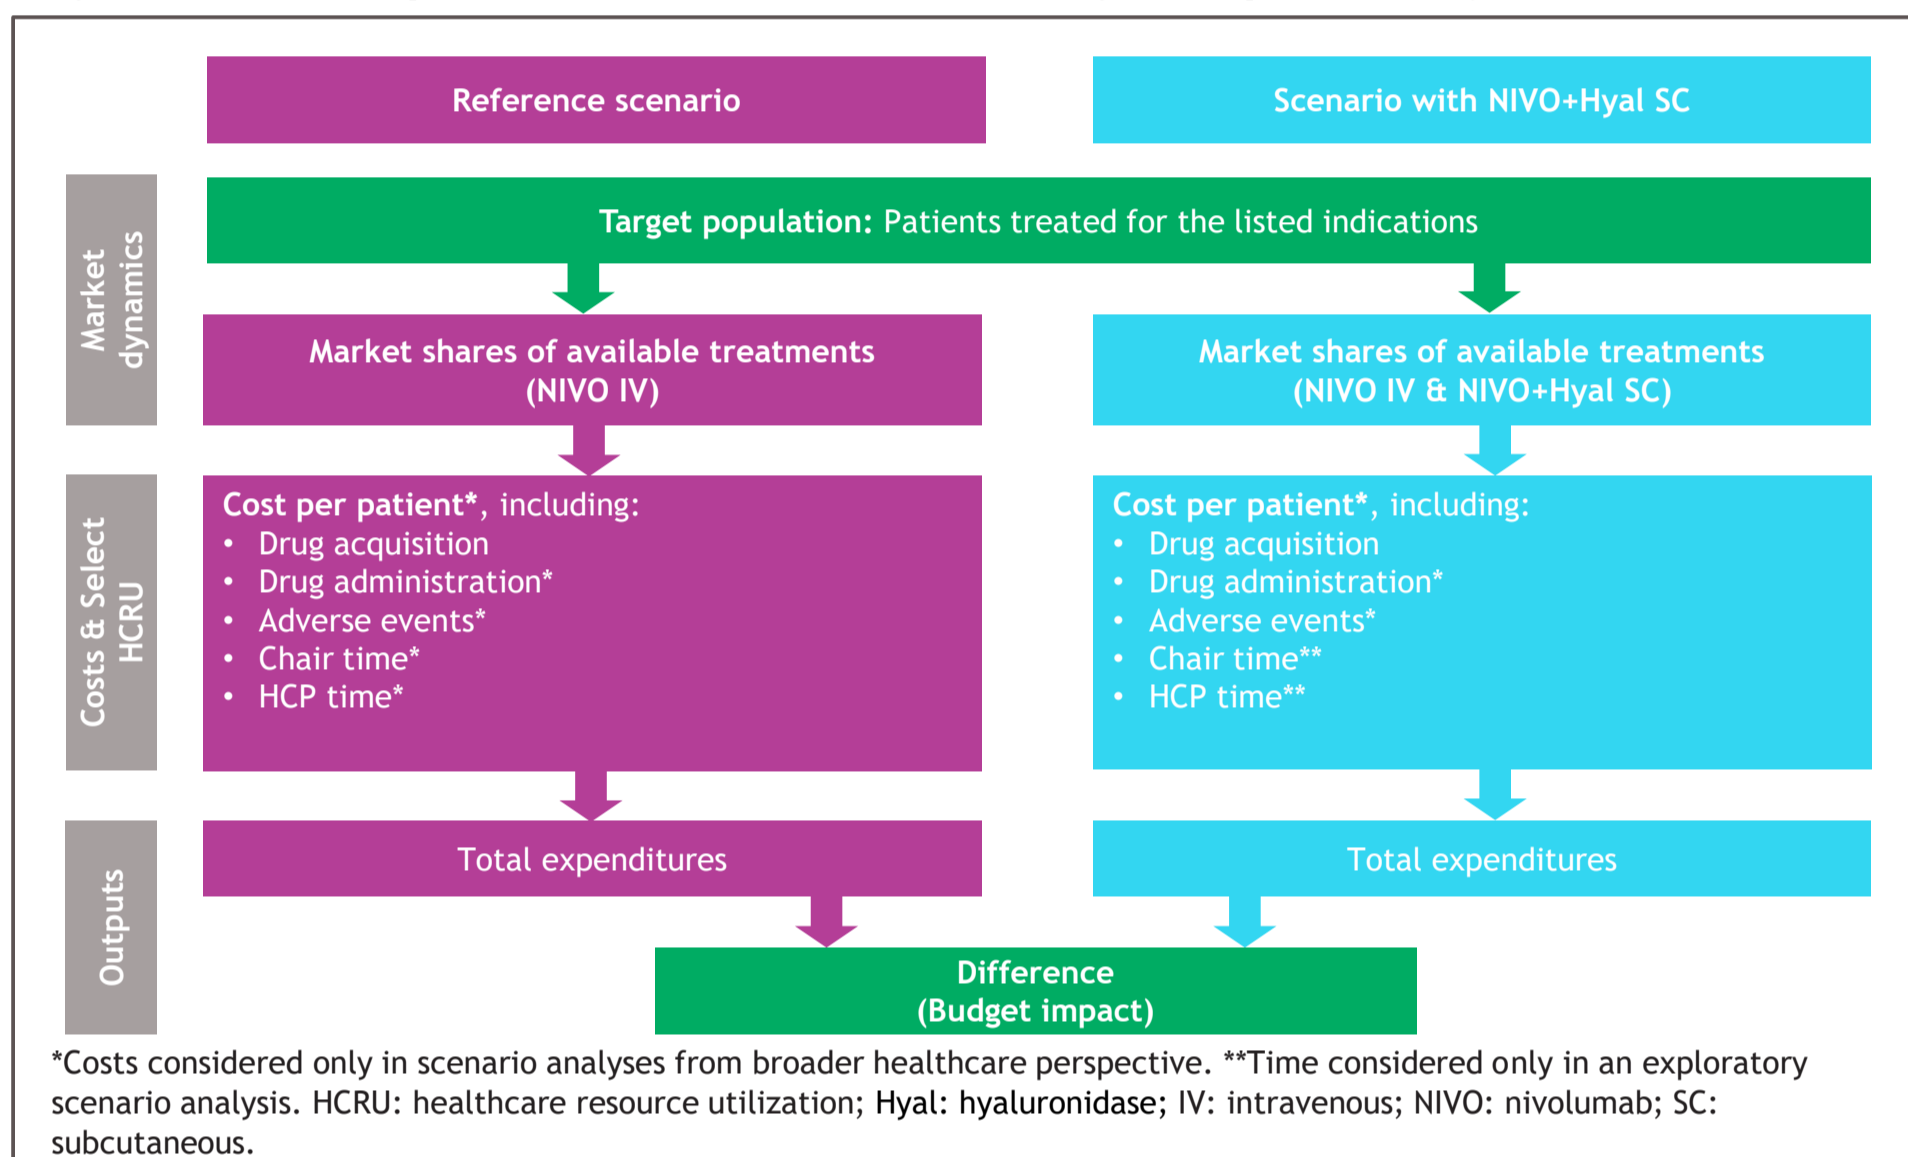 Reference scenario
Scenario with NIVO+Hyal SC
Market
dynamics
Target population: Patients treated for the listed indications
Market shares of available treatments
(NIVO IV)
Market shares of available treatments
(NIVO IV & NIVO+Hyal SC)
Costs & Select
HCRU
Cost per patient*, including:
• Drug acquisition
• Drug administration*
• Adverse events*
• Chair time*
• HCP time*
Cost per patient*, including:
• Drug acquisition
• Drug administration*
• Adverse events*
• Chair time**
• HCP time**
Outputs
Total expenditures
Total expenditures
Difference
(Budget impact)
*Costs considered only in scenario analyses from broader healthcare perspective. **Time considered only in an exploratory
scenario analysis. HCRU: healthcare resource utilization; Hyal: hyaluronidase; IV: intravenous; NIVO: nivolumab; SC:
subcutaneous.